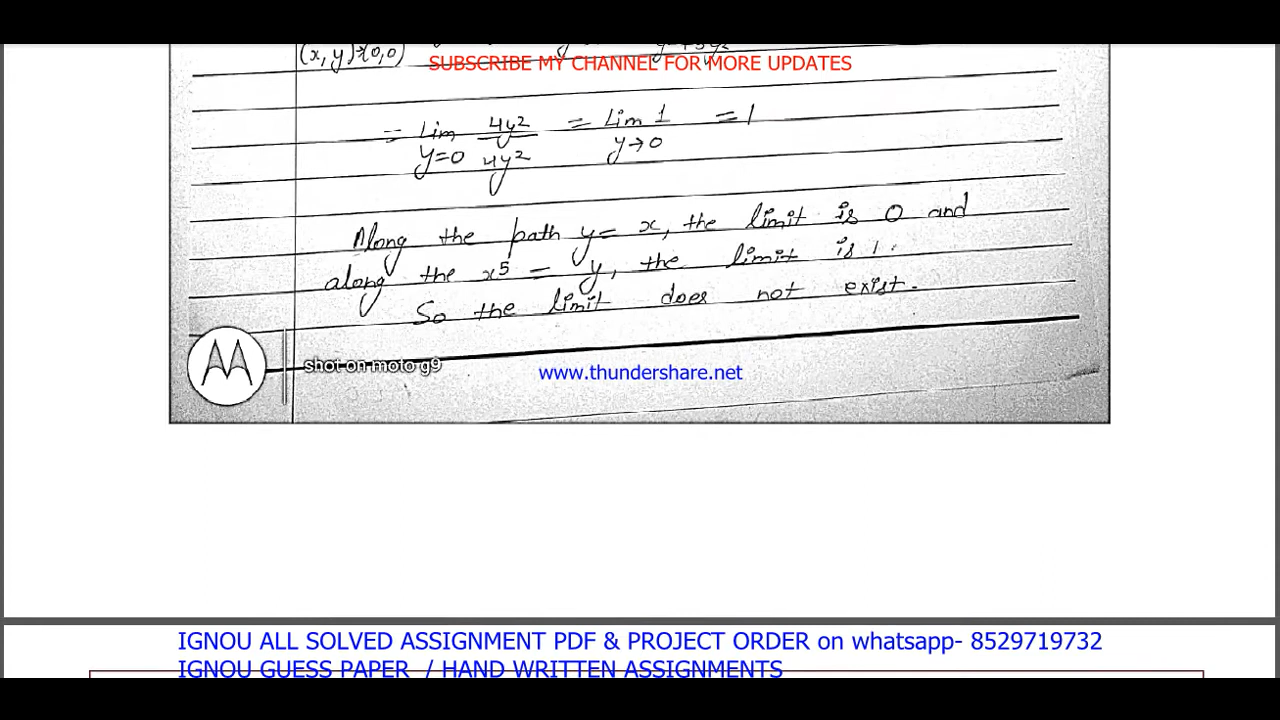 (x, y)→(0,0)
SUBSCRIBE MY CHANNEL FOR MORE UPDATES
= Lim y=0 4y2/4y2 = Lim y→0 1 = 1
Along the path y= x, the limit is 0 and
along the x5 = y, the limit is 1.
So the limit does not exist.
shot on moto g9
www.thundershare.net
IGNOU ALL SOLVED ASSIGNMENT PDF & PROJECT ORDER on whatsapp- 8529719732
IGNOU GUESS PAPER / HAND WRITTEN ASSIGNMENTS